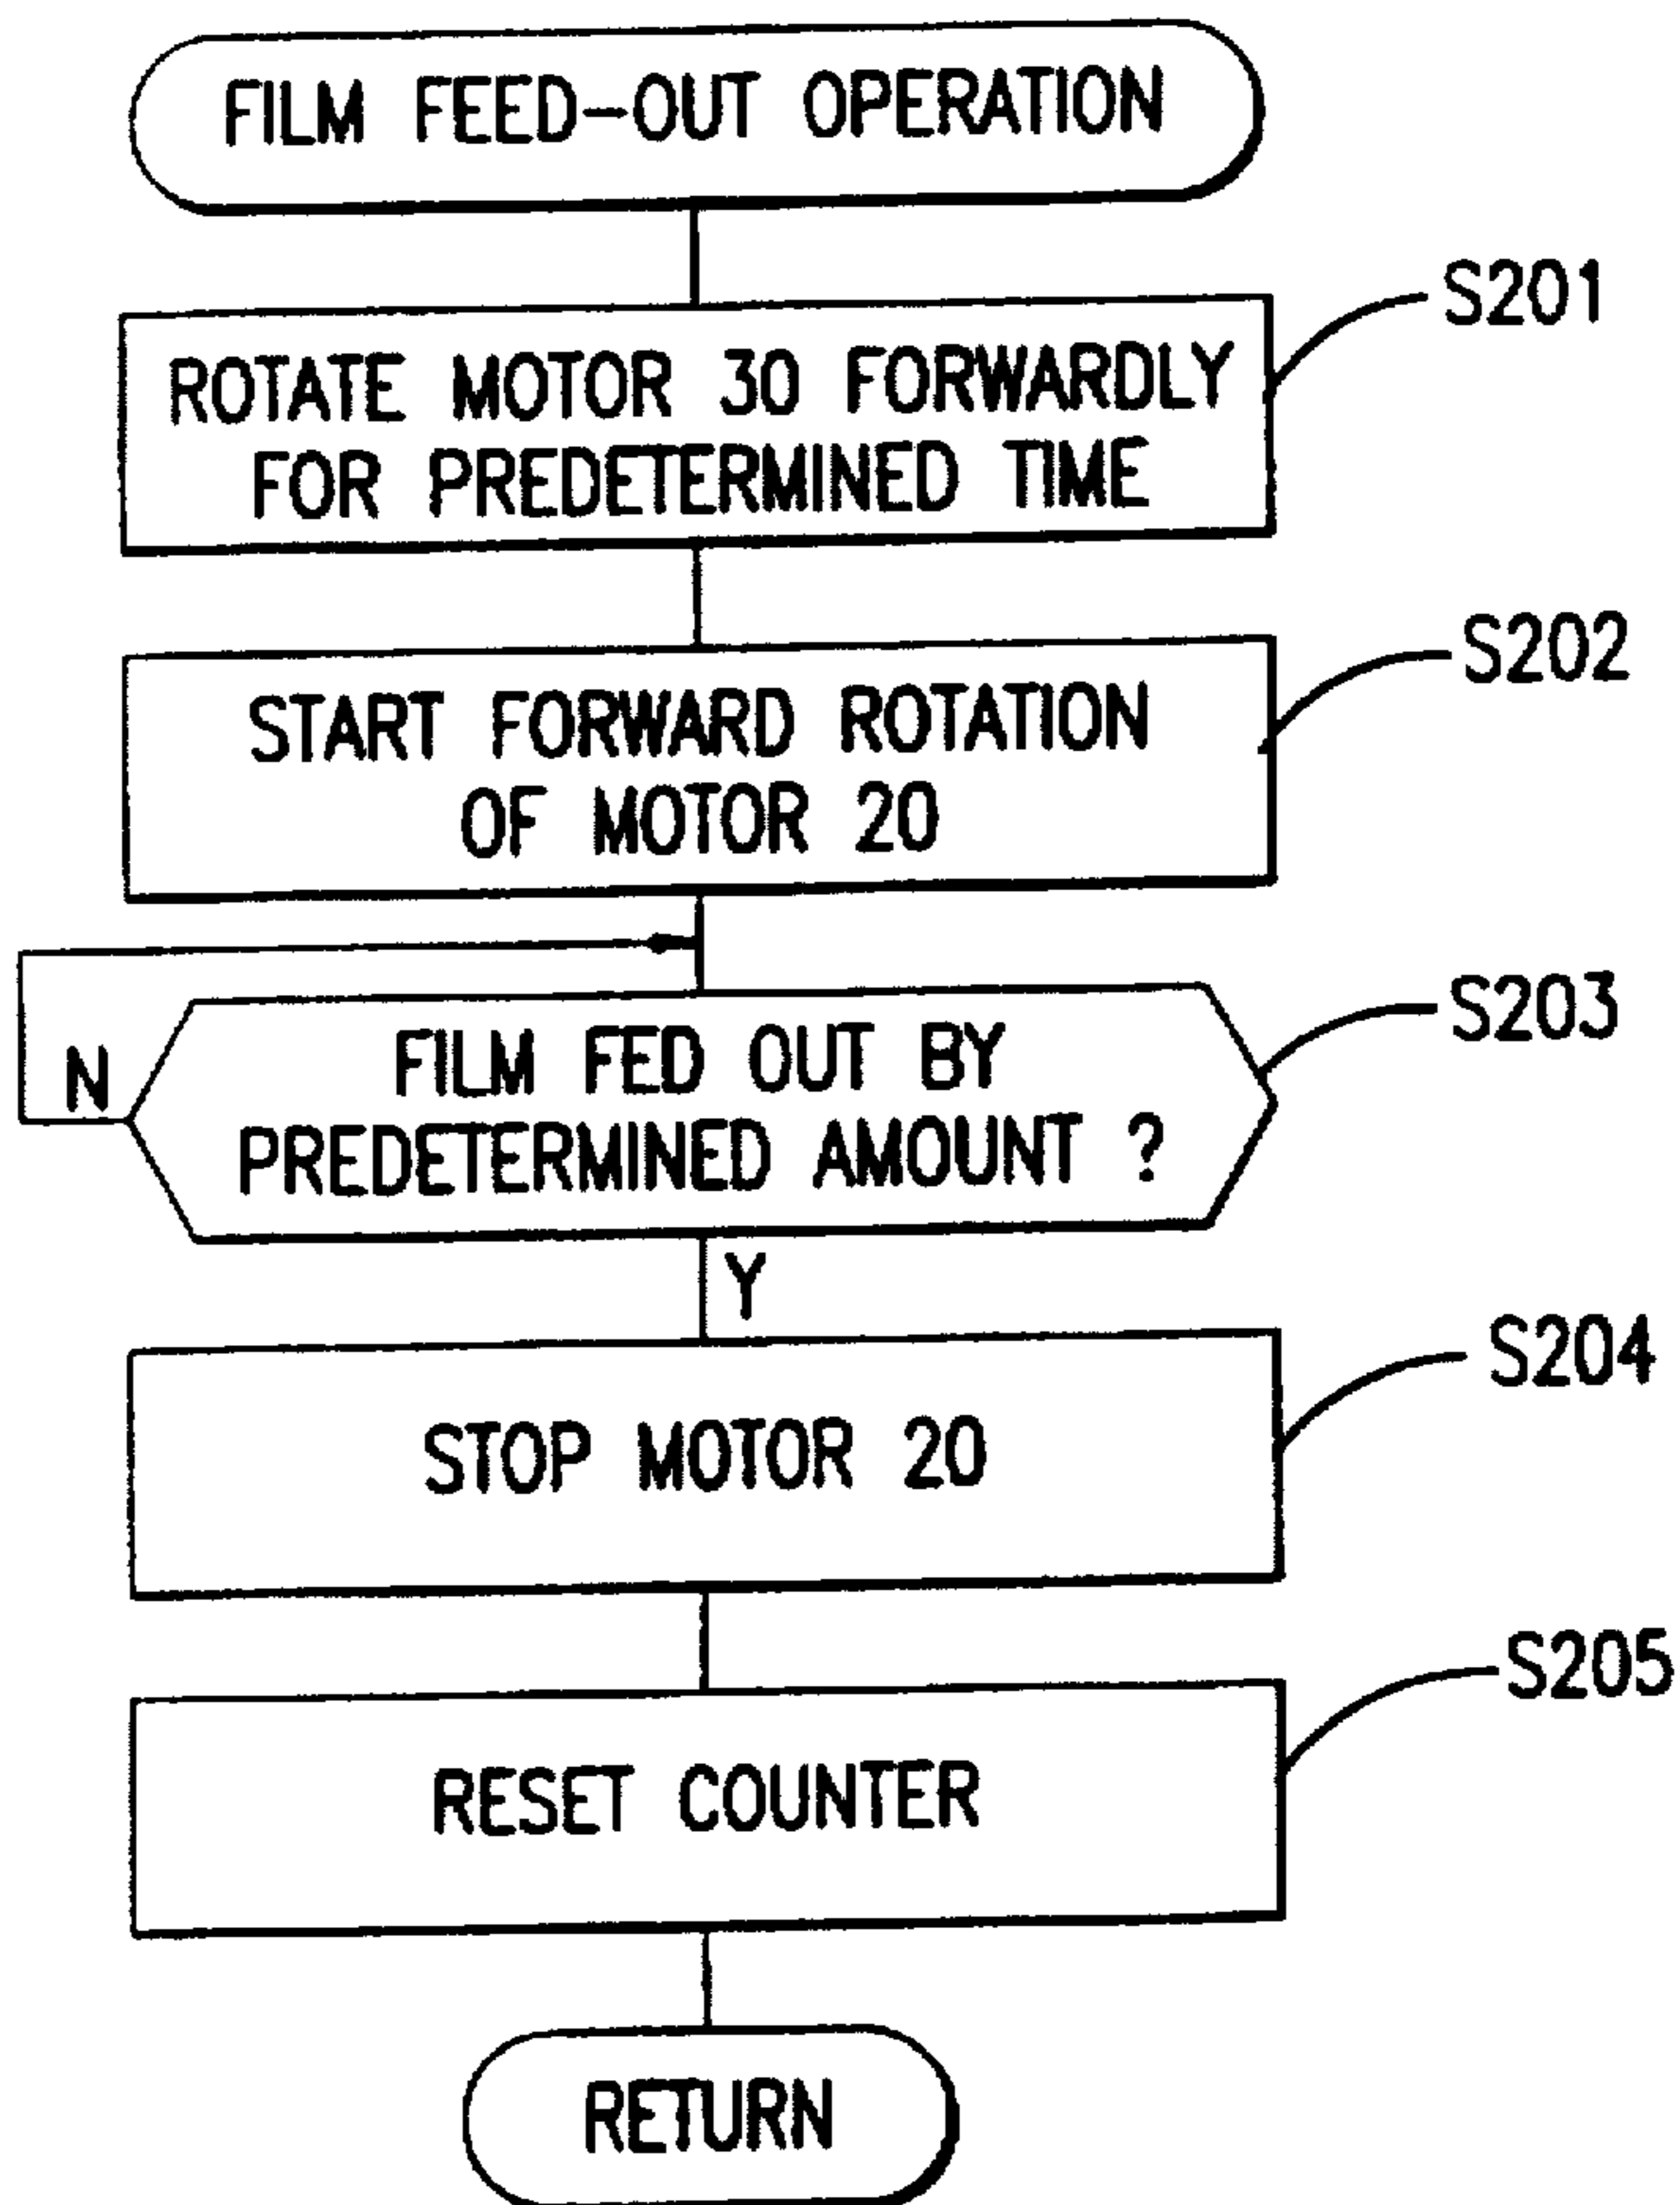 FILM FEED-OUT OPERATION
S201
ROTATE MOTOR 30 FORWARDLY
FOR PREDETERMINED TIME
S202
START FORWARD ROTATION
OF MOTOR 20
S203
FILM FED OUT BY
PREDETERMINED AMOUNT ?
N
Y
S204
STOP MOTOR 20
S205
RESET COUNTER
RETURN